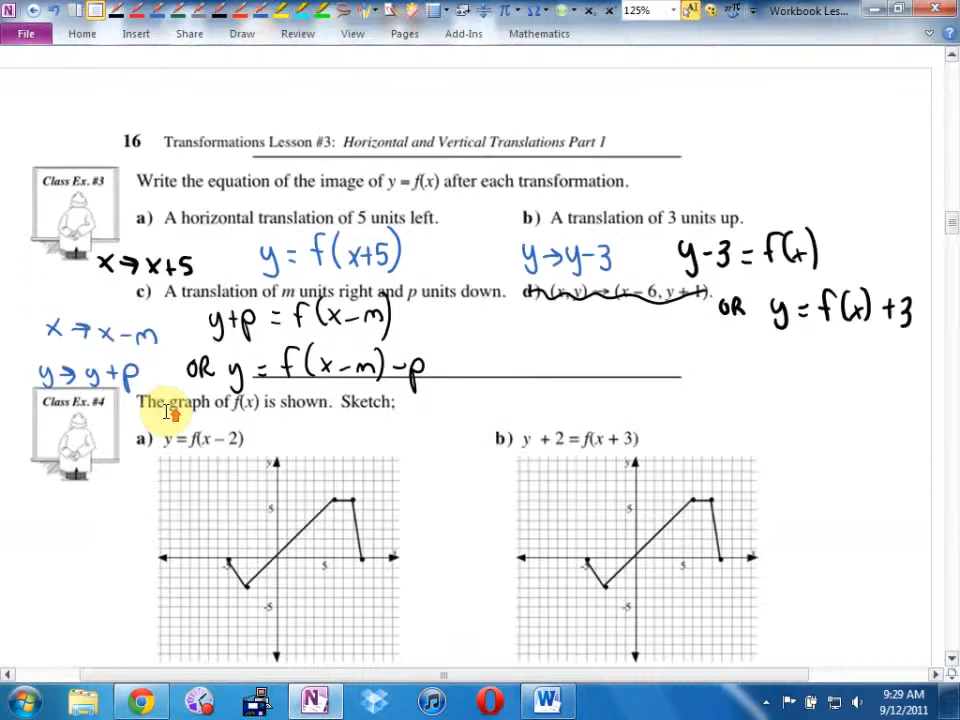 125%
Workbook Les...
File Home Insert Share Draw Review View Pages Add-Ins Mathematics
16 Transformations Lesson #3: Horizontal and Vertical Translations Part 1
Class Ex. #3
Write the equation of the image of y = f(x) after each transformation.
a) A horizontal translation of 5 units left.
b) A translation of 3 units up.
x → x+5
y = f(x+5)
y→y-3
y-3 = f(x)
c) A translation of m units right and p units down.
d) (x, y) → (x – 6, y + 1).
OR y = f(x) +3
x → x-m
y+p = f(x-m)
y → y+p
OR y = f(x-m) -p
Class Ex. #4
The graph of f(x) is shown. Sketch;
a) y = f(x – 2)
b) y + 2 = f(x + 3)
y
5
-5
5
x
-5
y
5
-5
5
x
-5
9:29 AM
9/12/2011